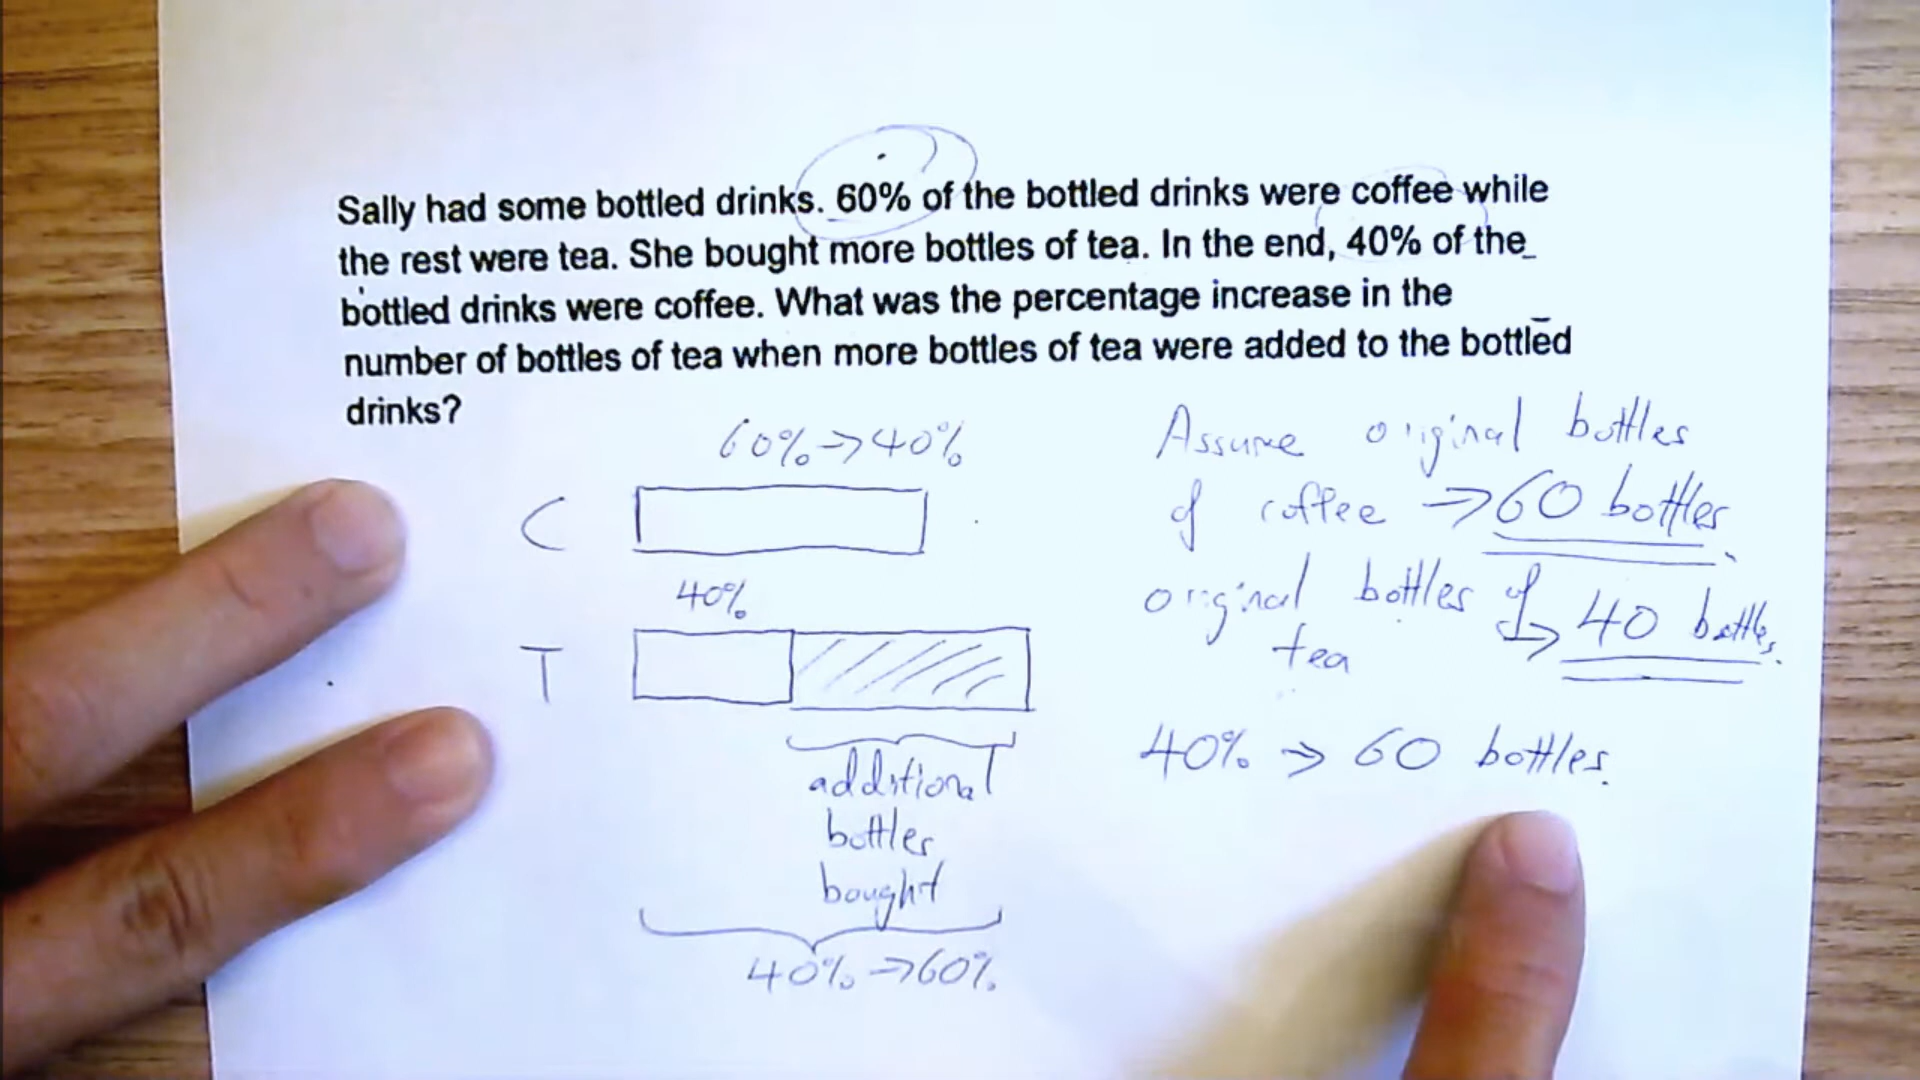 Sally had some bottled drinks. 60% of the bottled drinks were coffee while
the rest were tea. She bought more bottles of tea. In the end, 40% of the
bottled drinks were coffee. What was the percentage increase in the
number of bottles of tea when more bottles of tea were added to the bottled
drinks?
60% → 40%
C
40%
T
additional
bottles
bought
40% → 60%
Assume original bottles
of coffee → 60 bottles.
original bottles of
tea → 40 bottles.
40% → 60 bottles.